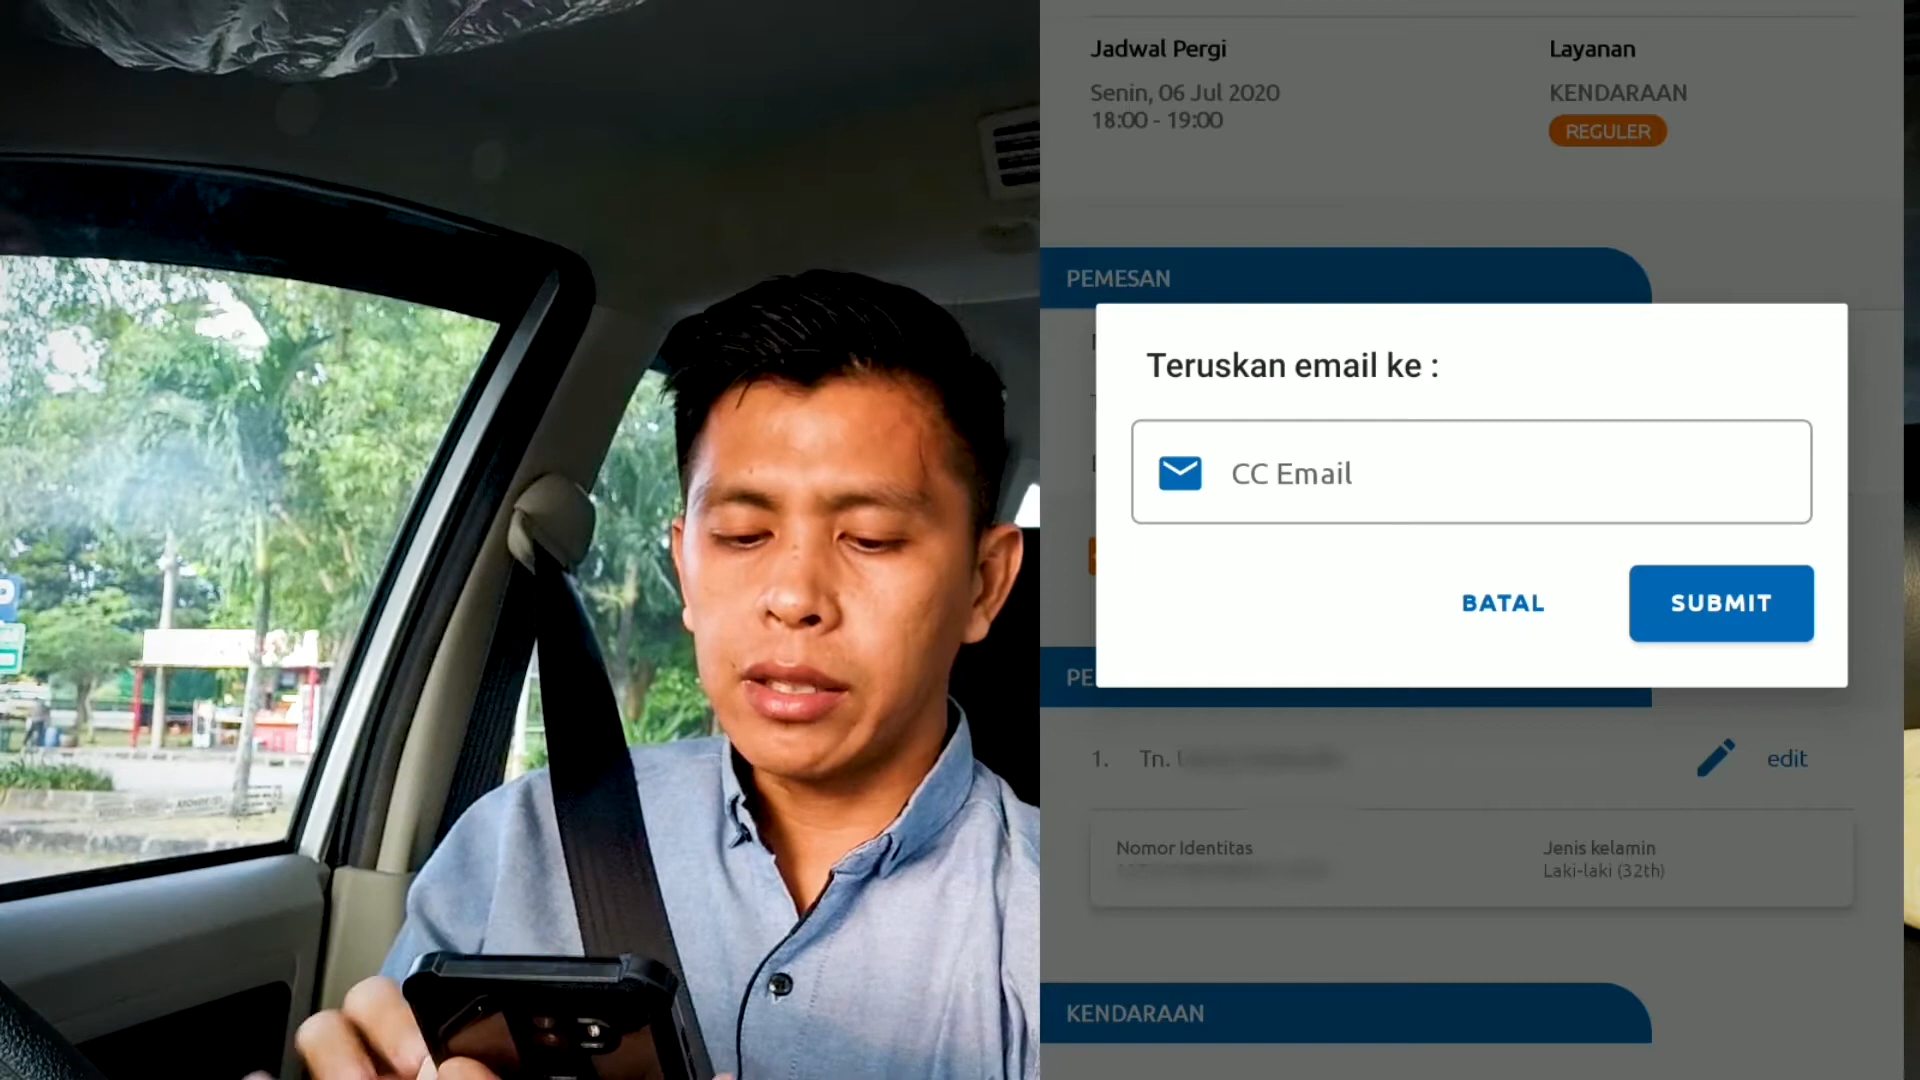 Jadwal Pergi
Layanan
Senin, 06 Jul 2020
KENDARAAN
18:00 - 19:00
REGULER
PEMESAN
Teruskan email ke :
CC Email
BATAL
SUBMIT
PE
1. Tn.
edit
Nomor Identitas
Jenis kelamin
Laki-laki (32th)
KENDARAAN